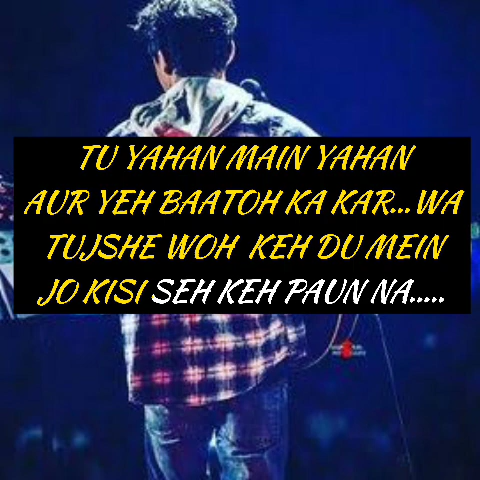 TU YAHAN MAIN YAHAN
AUR YEH BAATOH KA KAR...WA
TUJSHE WOH KEH DU MEIN
JO KISI SEH KEH PAUN NA.....